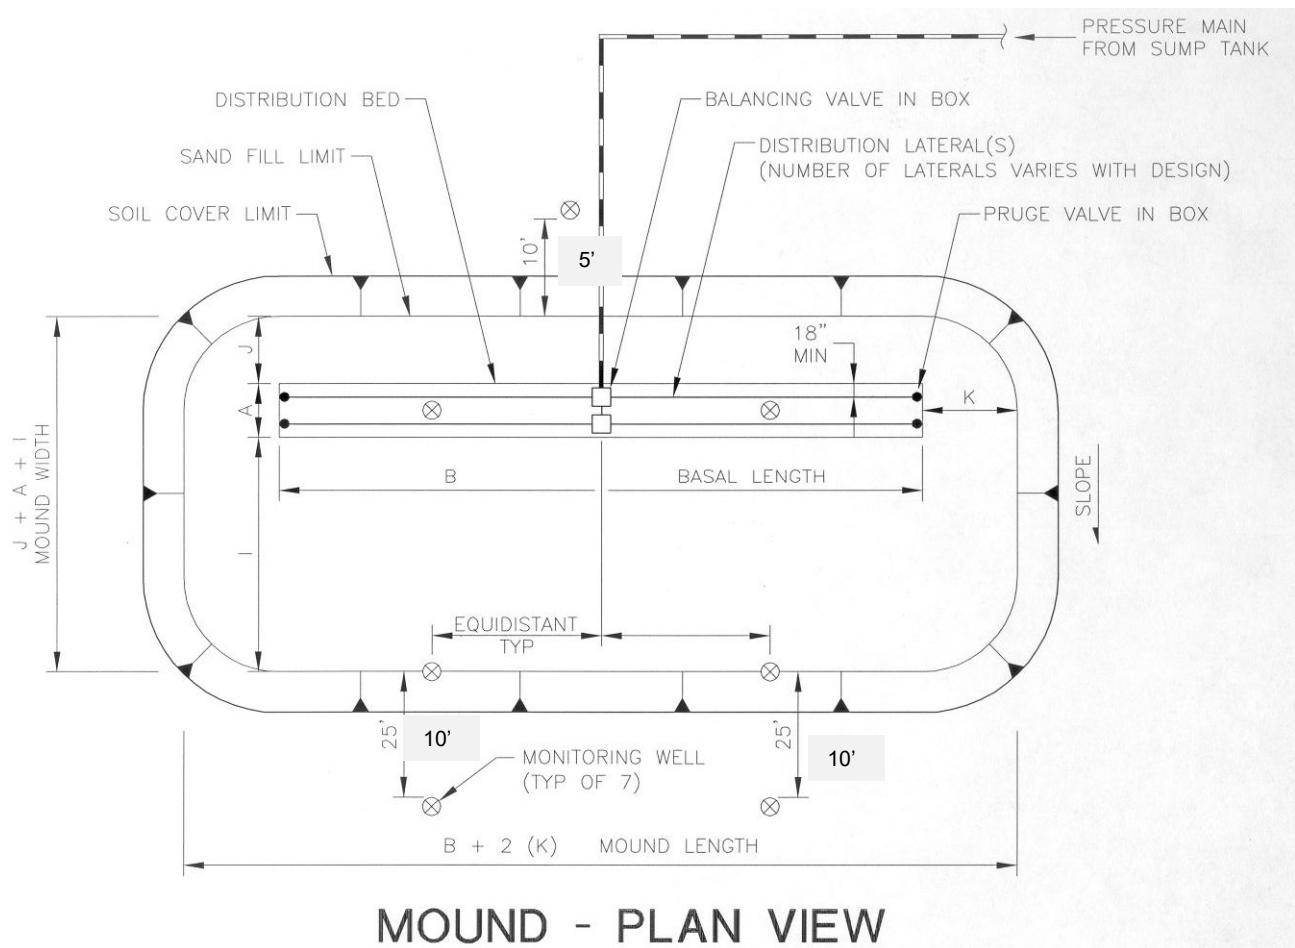 PRESSURE MAIN
FROM SUMP TANK
DISTRIBUTION BED
BALANCING VALVE IN BOX
SAND FILL LIMIT
DISTRIBUTION LATERAL(S)
(NUMBER OF LATERALS VARIES WITH DESIGN)
SOIL COVER LIMIT
PRUGE VALVE IN BOX
10'
5'
18"
MIN
J
A
K
J + A + I
MOUND WIDTH
B
BASAL LENGTH
SLOPE
I
EQUIDISTANT
TYP
25'
10'
25'
10'
MONITORING WELL
(TYP OF 7)
B + 2 (K) MOUND LENGTH
MOUND - PLAN VIEW